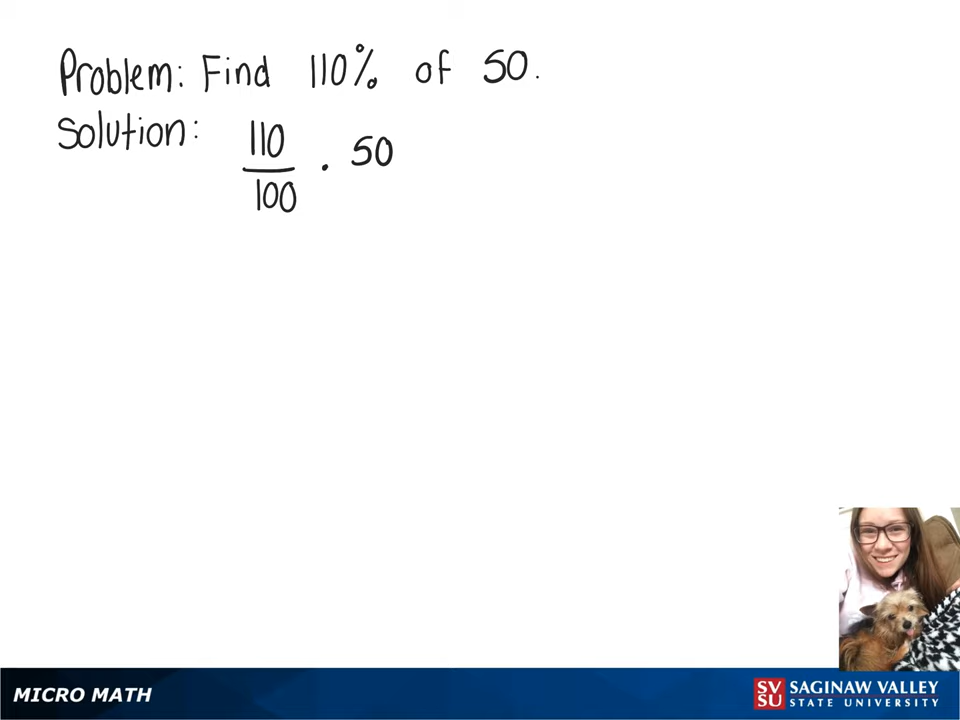 Problem: Find 110% of 50.
Solution: 110/100 · 50
MICRO MATH
SVSU SAGINAW VALLEY
STATE UNIVERSITY